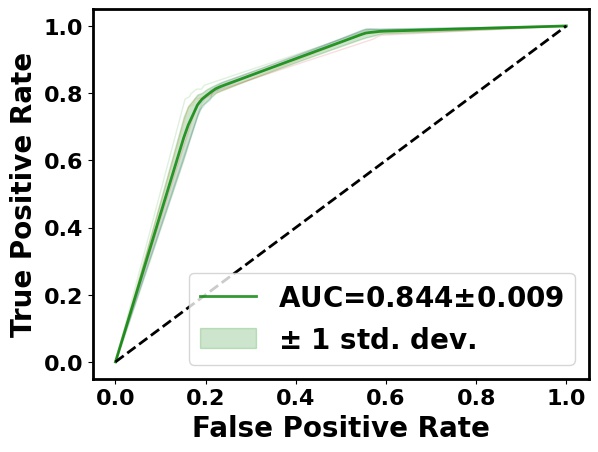 1.0
0.8
0.6
0.4
0.2
0.0
True Positive Rate
AUC=0.844±0.009
± 1 std. dev.
0.0 0.2 0.4 0.6 0.8 1.0
False Positive Rate